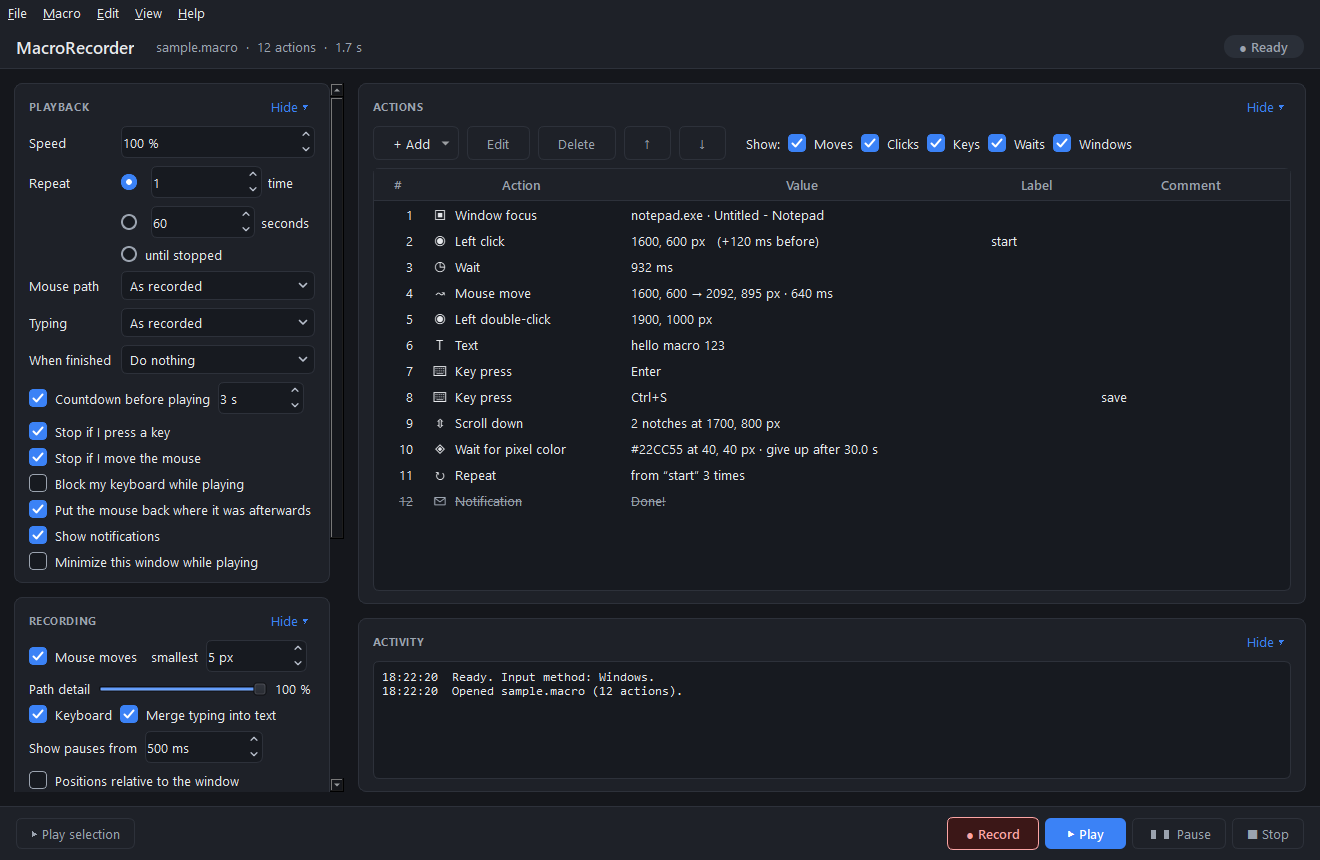 File Macro Edit View Help
MacroRecorder sample.macro · 12 actions · 1.7 s
● Ready
PLAYBACK Hide
Speed 100 %
Repeat 1 time
60 seconds
until stopped
Mouse path As recorded
Typing As recorded
When finished Do nothing
Countdown before playing 3 s
Stop if I press a key
Stop if I move the mouse
Block my keyboard while playing
Put the mouse back where it was afterwards
Show notifications
Minimize this window while playing
RECORDING Hide
Mouse moves smallest 5 px
Path detail 100 %
Keyboard Merge typing into text
Show pauses from 500 ms
Positions relative to the window
ACTIONS Hide
+ Add Edit Delete ↑ ↓ Show: Moves Clicks Keys Waits Windows
# Action Value Label Comment
1 Window focus notepad.exe · Untitled - Notepad
2 Left click 1600, 600 px (+120 ms before) start
3 Wait 932 ms
4 Mouse move 1600, 600 → 2092, 895 px · 640 ms
5 Left double-click 1900, 1000 px
6 T Text hello macro 123
7 Key press Enter
8 Key press Ctrl+S save
9 Scroll down 2 notches at 1700, 800 px
10 Wait for pixel color #22CC55 at 40, 40 px · give up after 30.0 s
11 Repeat from “start” 3 times
12 Notification Done!
ACTIVITY Hide
18:22:20 Ready. Input method: Windows.
18:22:20 Opened sample.macro (12 actions).
Play selection
● Record Play Pause Stop